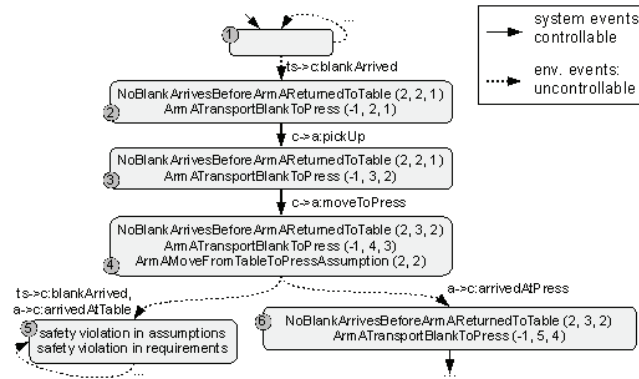 ...
system events
controllable
env. events:
uncontrollable
1
ts->c:blankArrived
NoBlankArrivesBeforeArmAReturnedToTable (2, 2, 1)
ArmATransportBlankToPress (-1, 2, 1)
2
c->a:pickUp
NoBlankArrivesBeforeArmAReturnedToTable (2, 2, 1)
ArmATransportBlankToPress (-1, 3, 2)
3
c->a:moveToPress
NoBlankArrivesBeforeArmAReturnedToTable (2, 3, 2)
ArmATransportBlankToPress (-1, 4, 3)
ArmAMoveFromTableToPressAssumption (2, 2)
4
ts->c:blankArrived,
a->c:arrivedAtTable
a->c:arrivedAtPress
5
safety violation in assumptions
safety violation in requirements
...
6
NoBlankArrivesBeforeArmAReturnedToTable (2, 3, 2)
ArmATransportBlankToPress (-1, 5, 4)
...